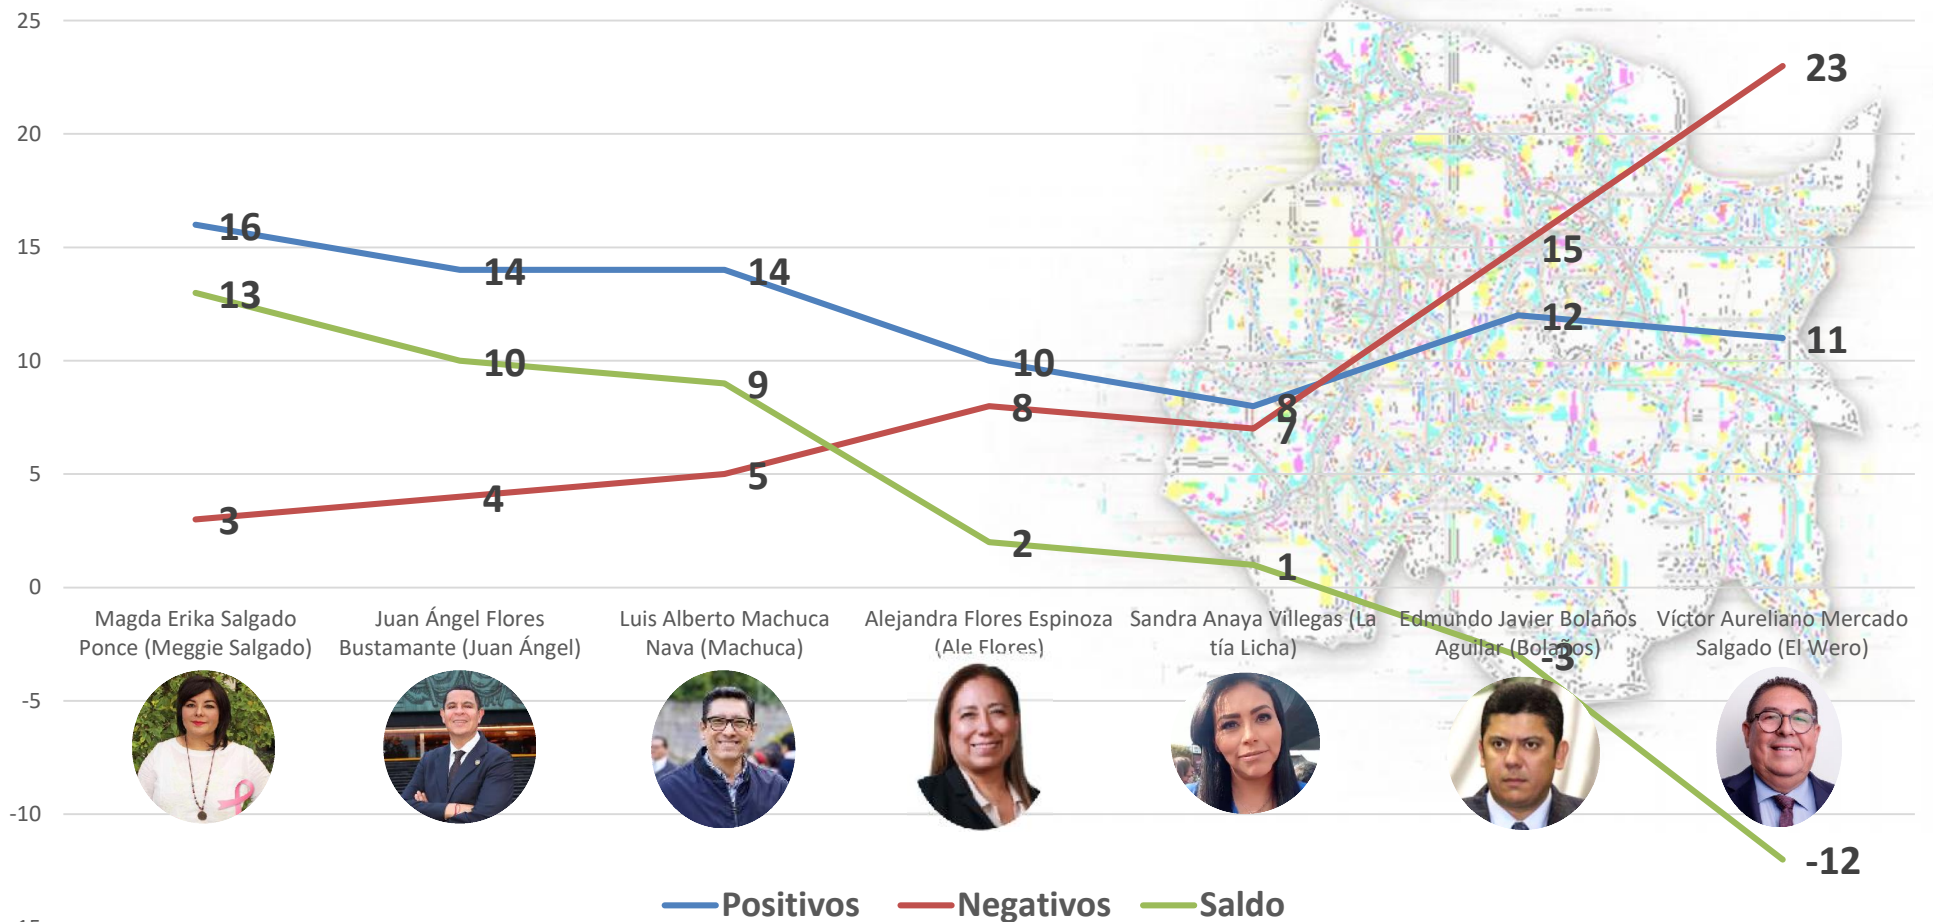 25
20
15
10
5
0
-5
-10
16
14
14
10
8
12
11
13
10
9
2
1
-3
-12
3
4
5
8
7
15
23
Magda Erika Salgado
Ponce (Meggie Salgado)
Juan Ángel Flores
Bustamante (Juan Ángel)
Luis Alberto Machuca
Nava (Machuca)
Alejandra Flores Espinoza
(Ale Flores)
Sandra Anaya Villegas (La
tía Licha)
Edmundo Javier Bolaños
Aguilar (Bolaños)
Víctor Aureliano Mercado
Salgado (El Wero)
Positivos
Negativos
Saldo